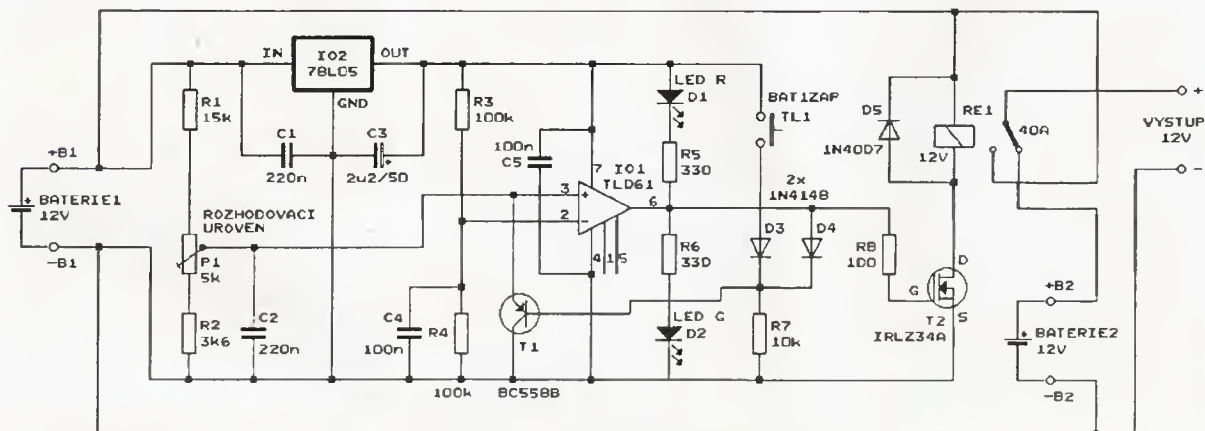 IN
IO2
78L05
OUT
GND
R1
15k
C1
220n
C3
2u2/50
R3
100k
100n
C5
7
IO1
TL061
3
2
6
4
1
5
LED R
D1
R5
330
BAT1ZAP
TL1
2x
1N4148
D3
D4
D5
1N4007
RE1
12V
40A
+
VYSTUP
12V
-
+B1
BATERIE1
12V
-B1
ROZHODOVACI
UROVEN
P1
5k
R2
3k6
C2
220n
C4
100n
R4
100k
T1
BC558B
R6
330
LED G
D2
R7
10k
R8
100
D
G
S
T2
IRLZ34A
+B2
BATERIE2
12V
-B2